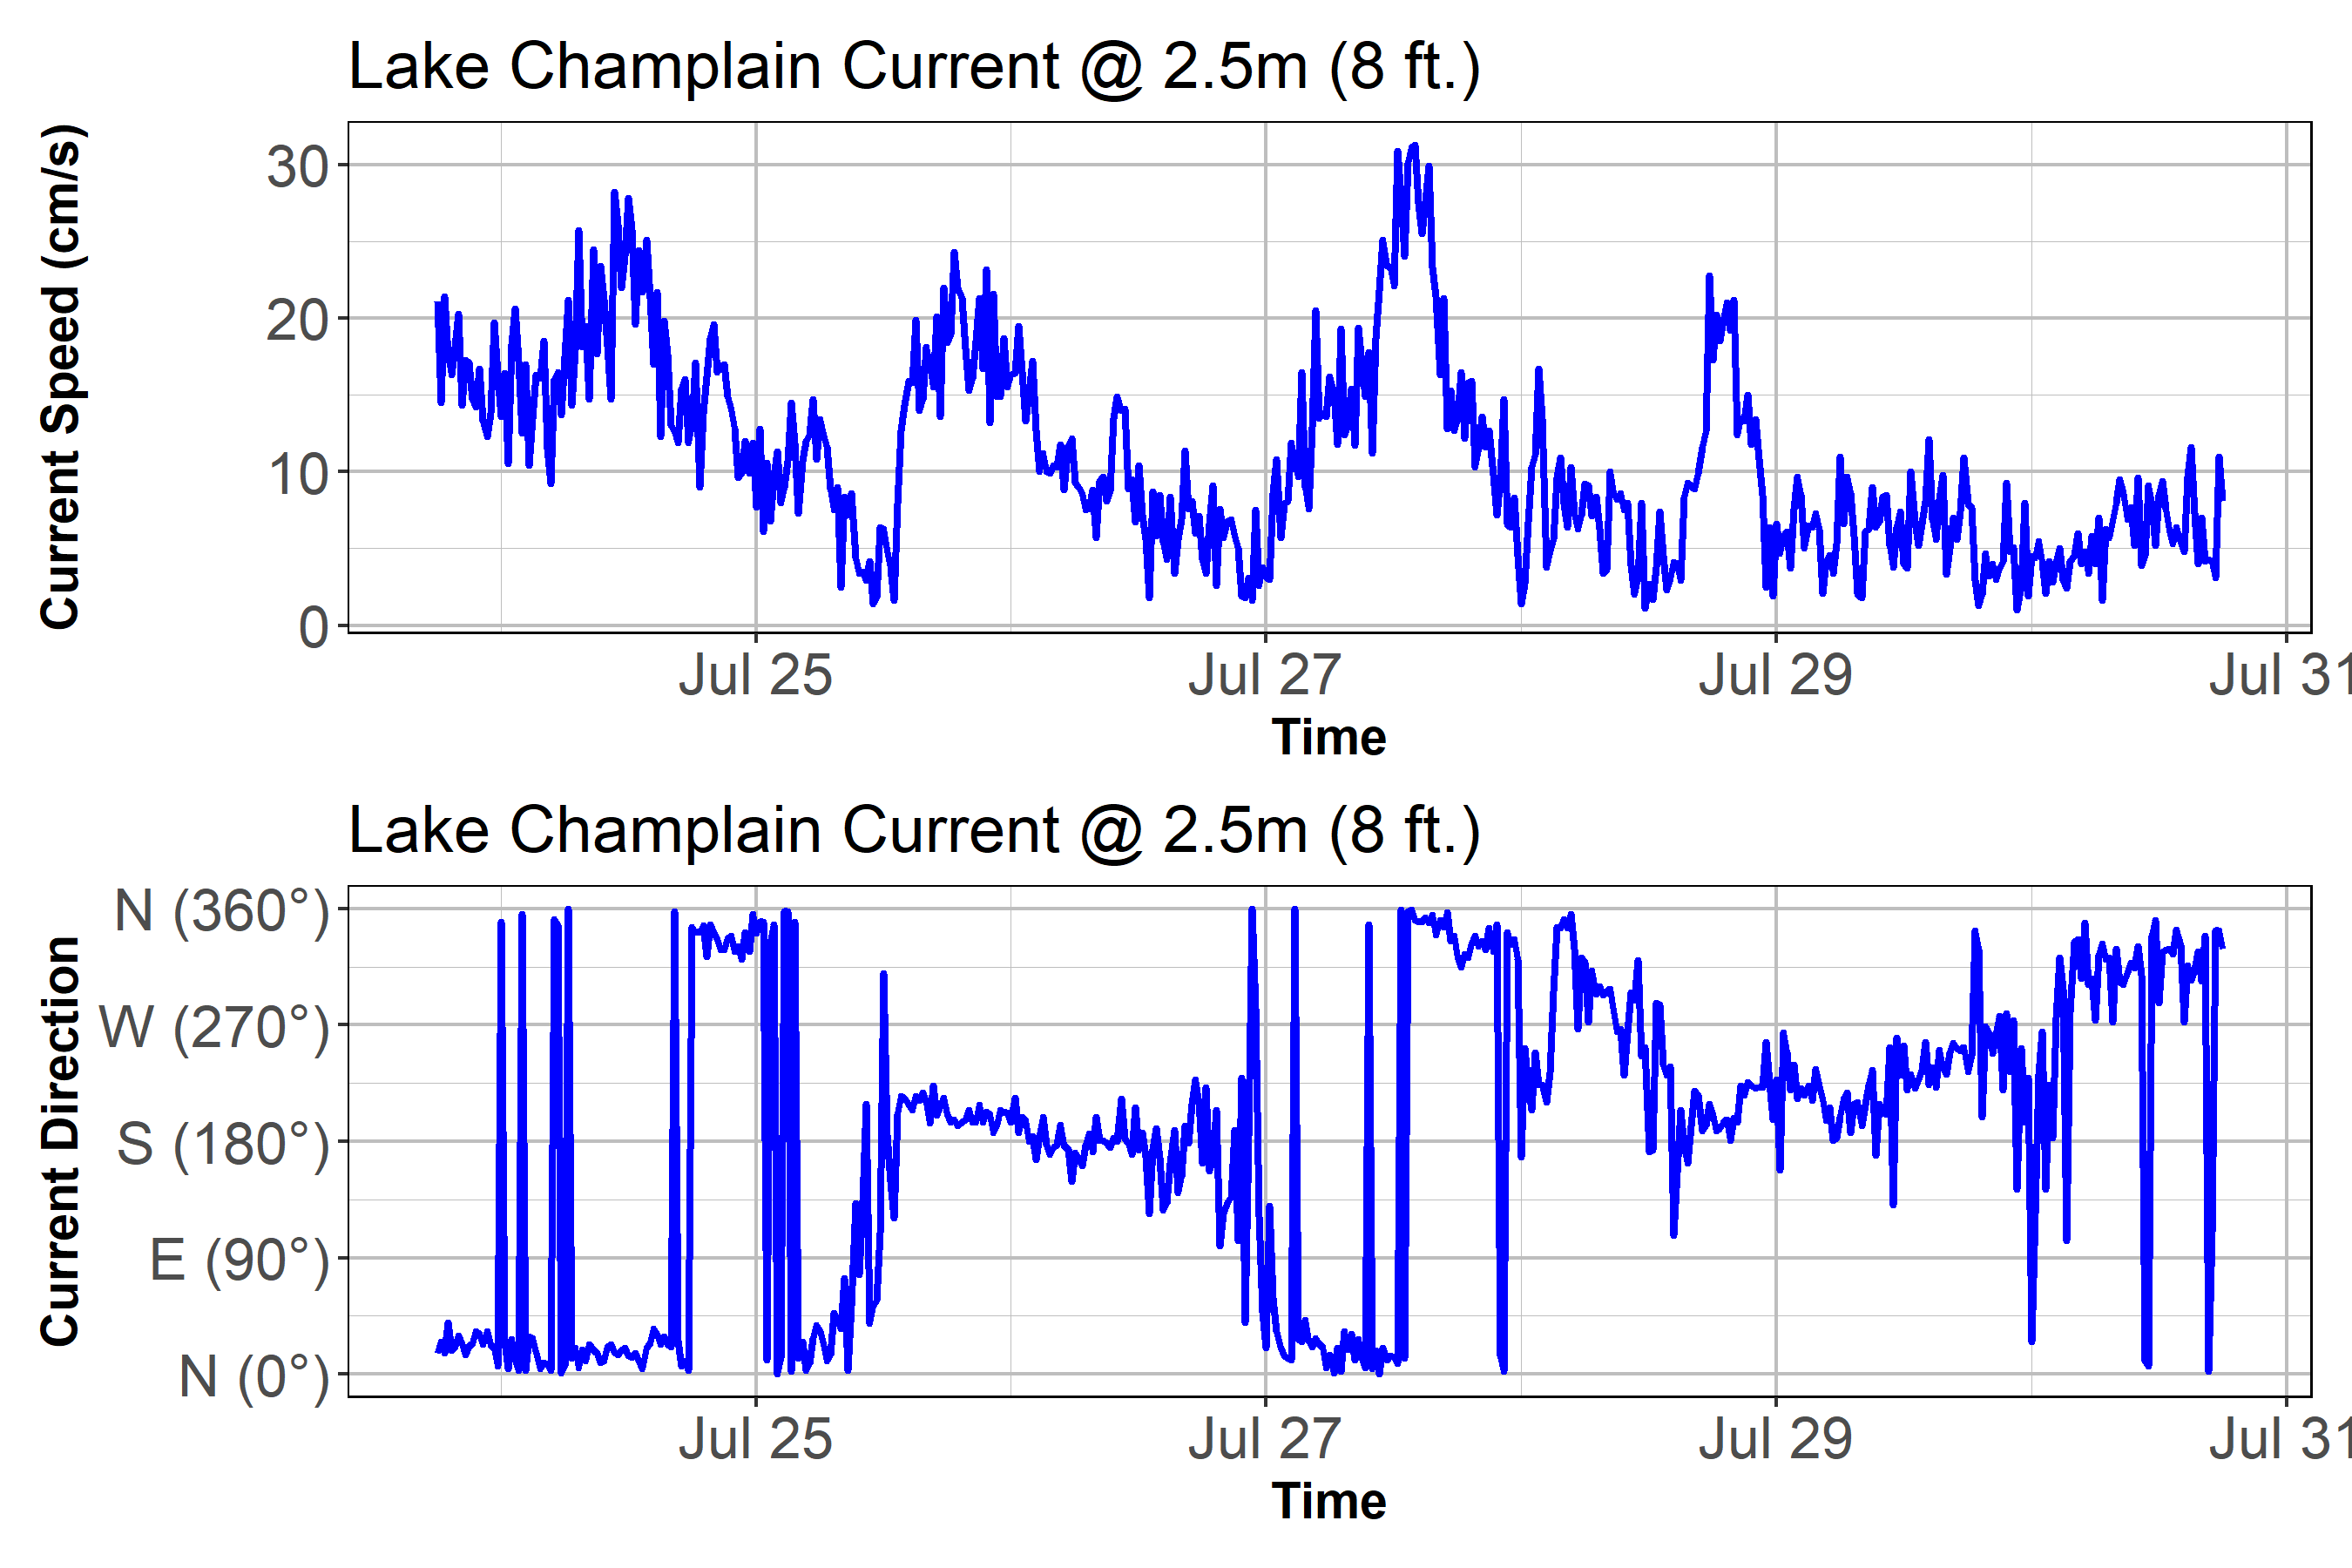 Lake Champlain Current @ 2.5m (8 ft.)
Current Speed (cm/s)
30
20
10
0
Jul 25 Jul 27 Jul 29 Jul 31
Time
Lake Champlain Current @ 2.5m (8 ft.)
Current Direction
N (360°)
W (270°)
S (180°)
E (90°)
N (0°)
Jul 25 Jul 27 Jul 29 Jul 31
Time